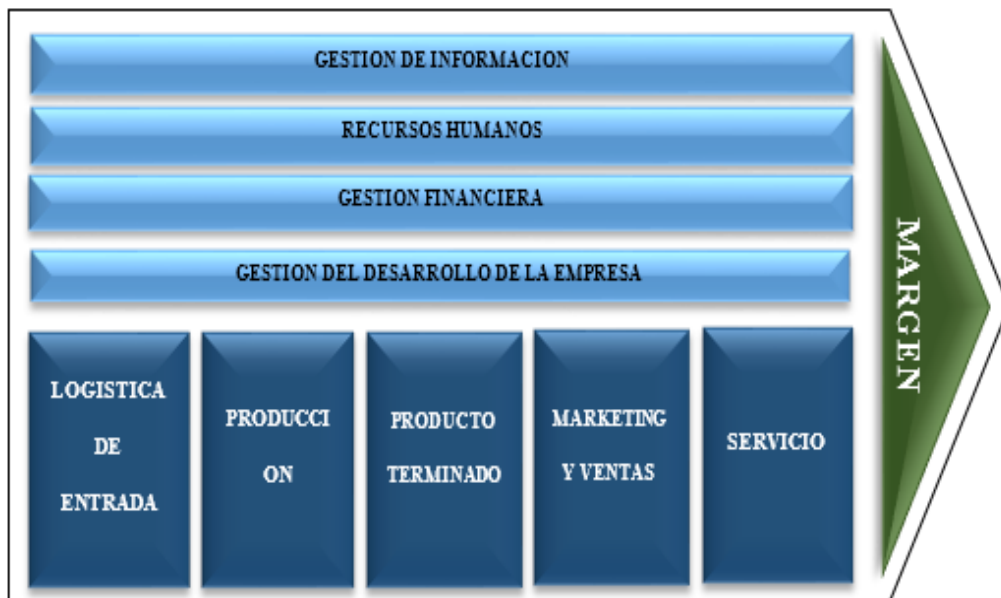 GESTION DE INFORMACION
RECURSOS HUMANOS
GESTION FINANCIERA
GESTION DEL DESARROLLO DE LA EMPRESA
LOGISTICA
DE
ENTRADA
PRODUCCI
ON
PRODUCTO
TERMINADO
MARKETING
Y VENTAS
SERVICIO
MARGEN